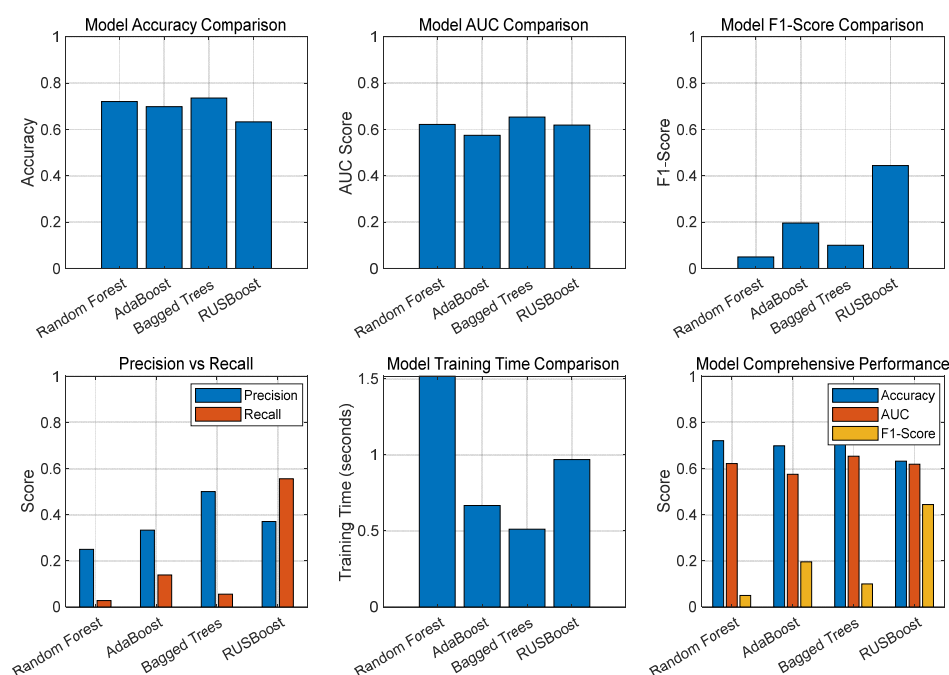 Model Accuracy Comparison
1
0.8
0.6
0.4
0.2
0
Accuracy
Random Forest
AdaBoost
Bagged Trees
RUSBoost
Model AUC Comparison
1
0.8
0.6
0.4
0.2
0
AUC Score
Random Forest
AdaBoost
Bagged Trees
RUSBoost
Model F1-Score Comparison
1
0.8
0.6
0.4
0.2
0
F1-Score
Random Forest
AdaBoost
Bagged Trees
RUSBoost
Precision vs Recall
1
0.8
0.6
0.4
0.2
0
Score
Precision
Recall
Random Forest
AdaBoost
Bagged Trees
RUSBoost
Model Training Time Comparison
1.5
1
0.5
0
Training Time (seconds)
Random Forest
AdaBoost
Bagged Trees
RUSBoost
Model Comprehensive Performance
1
0.8
0.6
0.4
0.2
0
Score
Accuracy
AUC
F1-Score
Random Forest
AdaBoost
Bagged Trees
RUSBoost